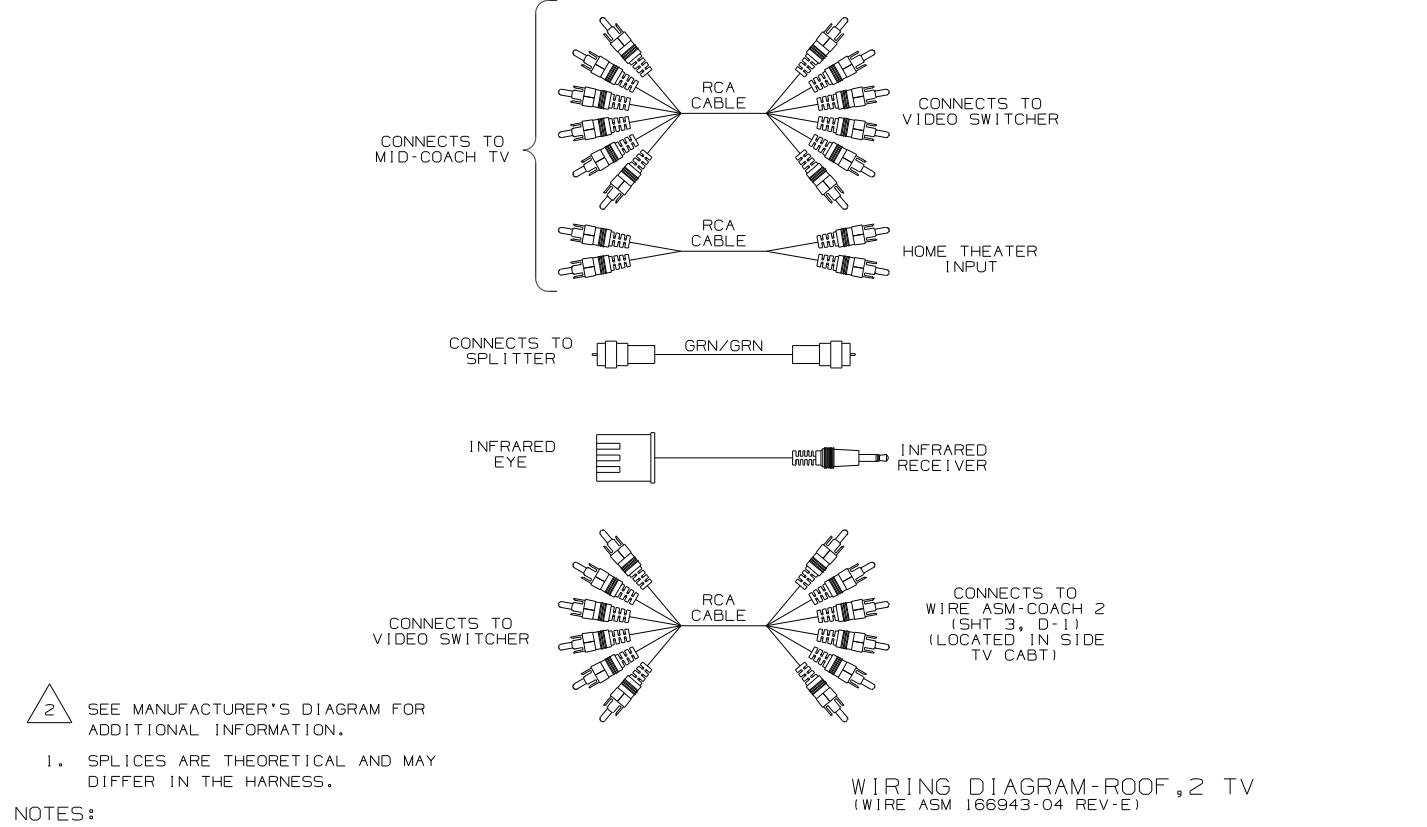 RCA
CABLE
CONNECTS TO
VIDEO SWITCHER
CONNECTS TO
MID-COACH TV
RCA
CABLE
HOME THEATER
INPUT
CONNECTS TO
SPLITTER
GRN/GRN
INFRARED
EYE
INFRARED
RECEIVER
CONNECTS TO
VIDEO SWITCHER
RCA
CABLE
CONNECTS TO
WIRE ASM-COACH 2
(SHT 3, D-1)
(LOCATED IN SIDE
TV CABT)
2 SEE MANUFACTURER'S DIAGRAM FOR
ADDITIONAL INFORMATION.
1. SPLICES ARE THEORETICAL AND MAY
DIFFER IN THE HARNESS.
NOTES:
WIRING DIAGRAM-ROOF,2 TV
(WIRE ASM 166943-04 REV-E)